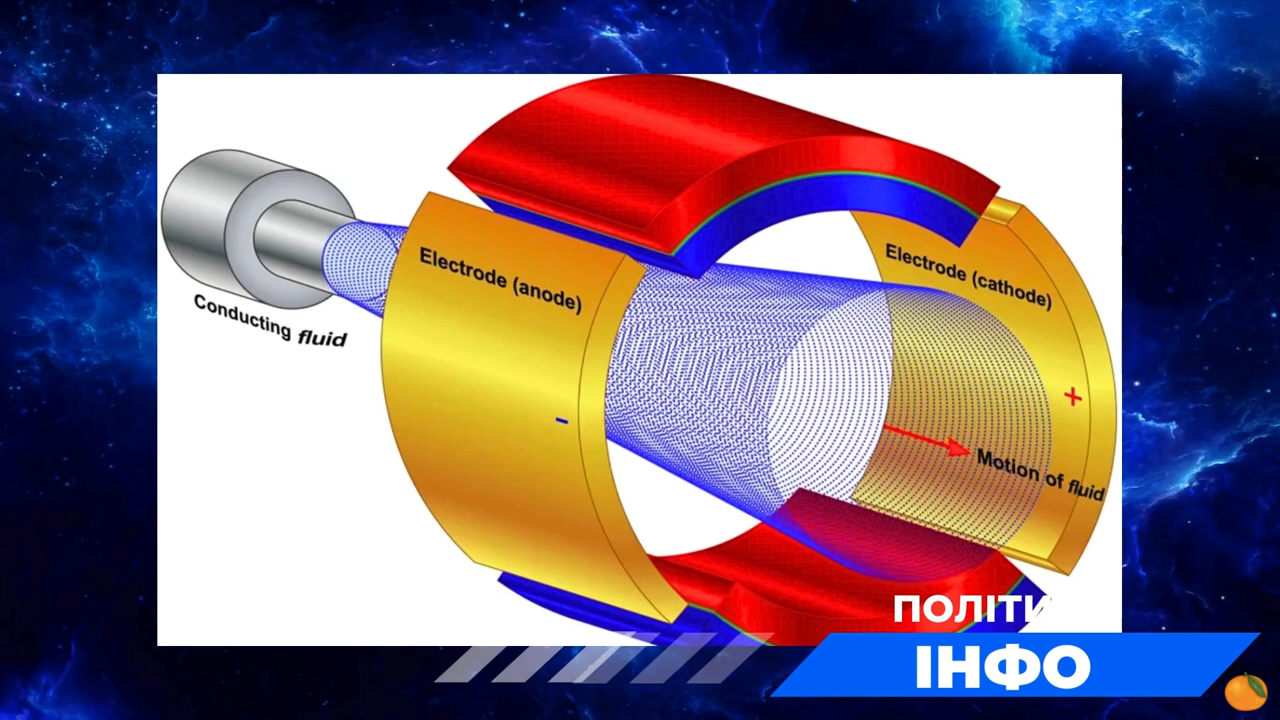 Conducting fluid
Electrode (anode)
-
Electrode (cathode)
+
Motion of fluid
ІНФО